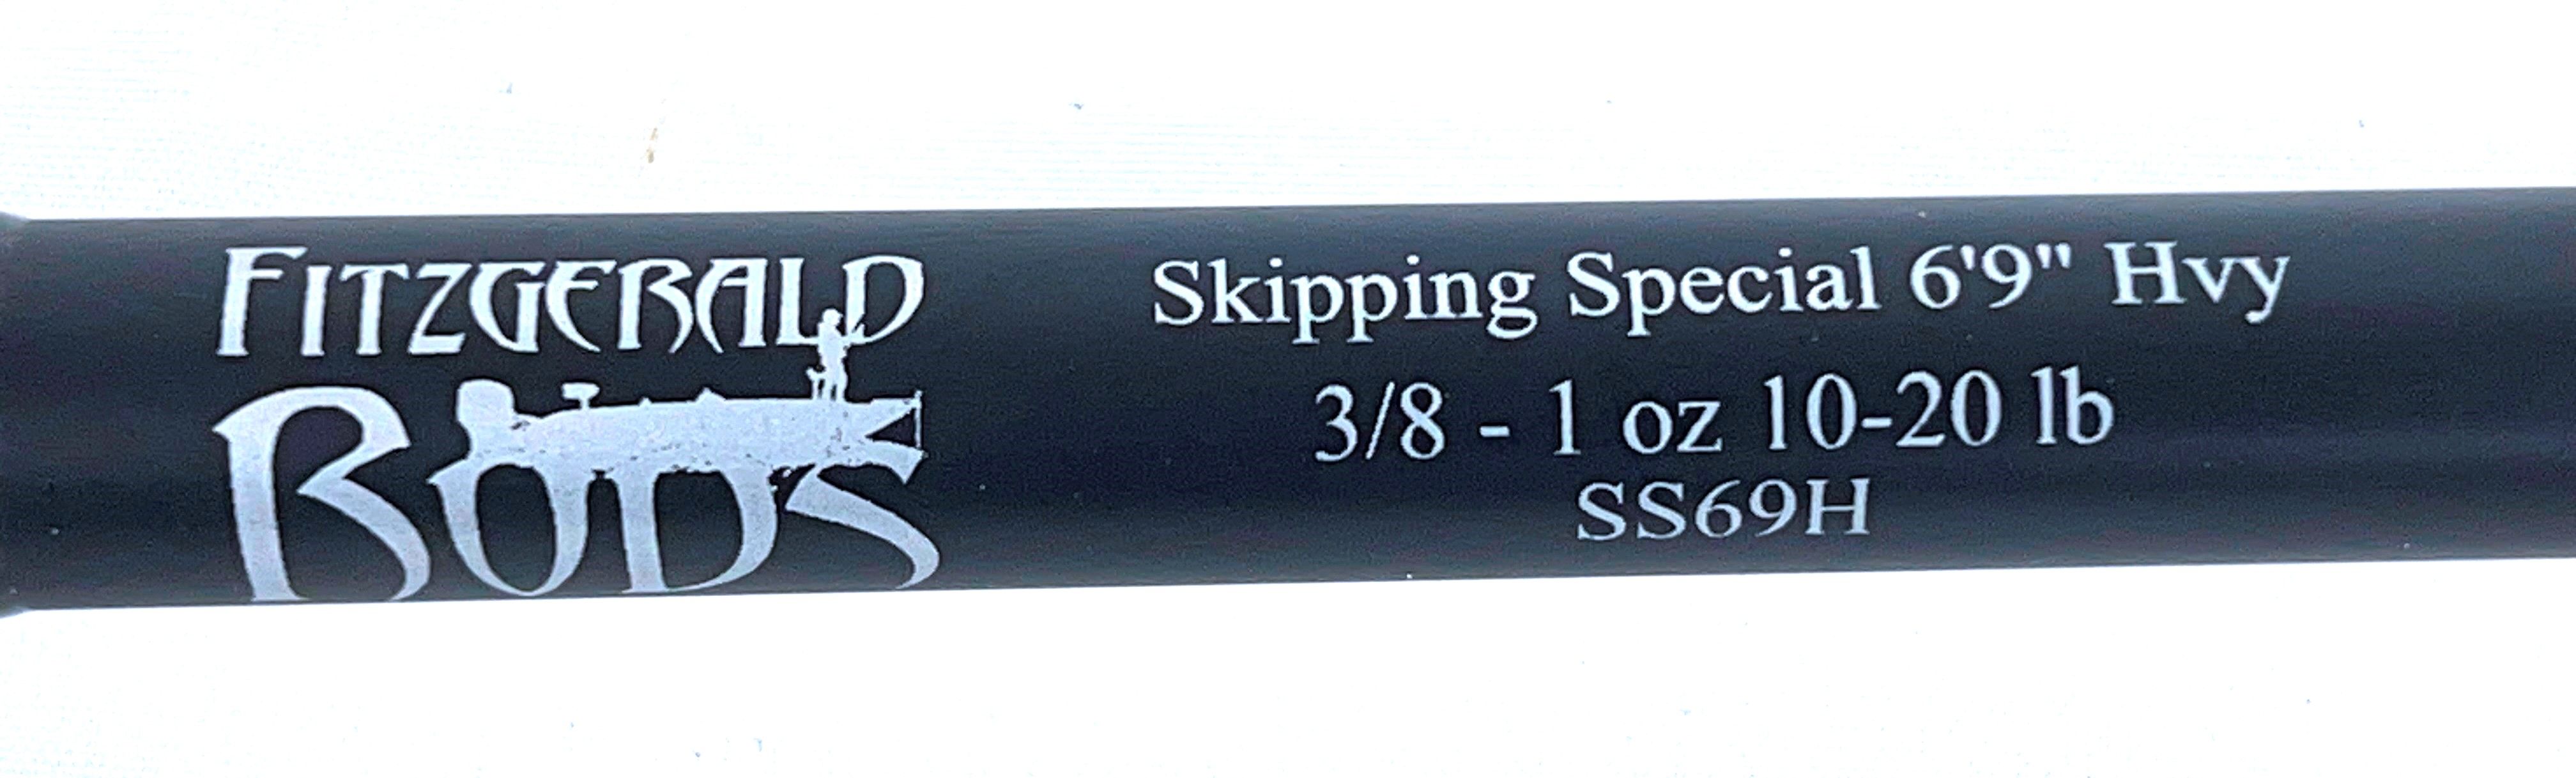 FITZGERALD
RODS
Skipping Special 6'9" Hvy
3/8 - 1 oz 10-20 lb
SS69H